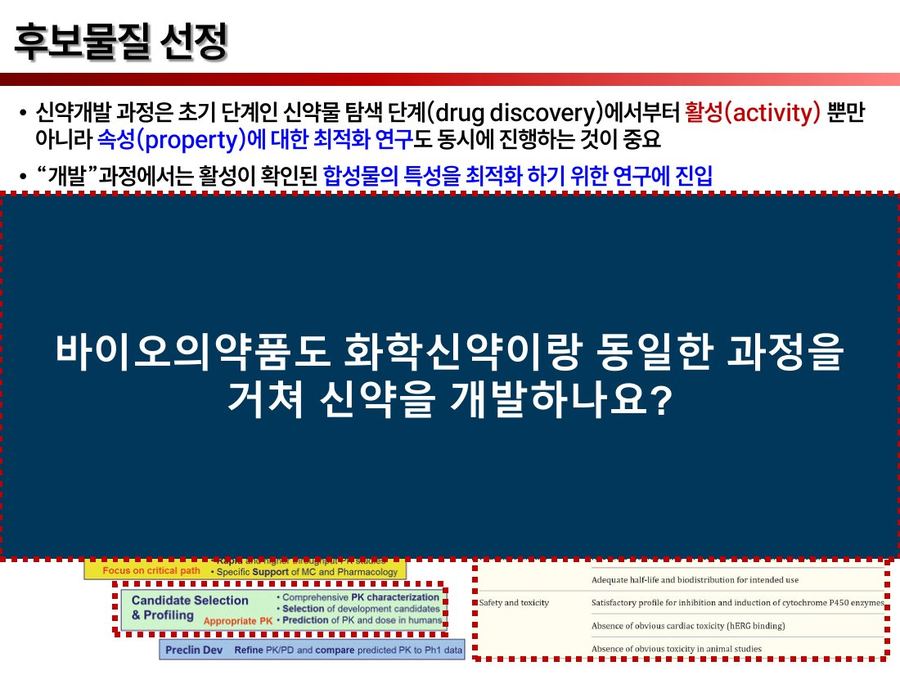 후보물질 선정
• 신약개발 과정은 초기 단계인 신약물 탐색 단계(drug discovery)에서부터 활성(activity) 뿐만
아니라 속성(property)에 대한 최적화 연구도 동시에 진행하는 것이 중요
• “개발”과정에서는 활성이 확인된 합성물의 특성을 최적화 하기 위한 연구에 진입
바이오의약품도 화학신약이랑 동일한 과정을
거쳐 신약을 개발하나요?
Focus on critical path
• Rapid and higher throughput PK studies
• Specific Support of MC and Pharmacology
Candidate Selection
& Profiling
Appropriate PK
• Comprehensive PK characterization
• Selection of development candidates
• Prediction of PK and dose in humans
Preclin Dev
Refine PK/PD and compare predicted PK to Ph1 data
Adequate half-life and biodistribution for intended use
Safety and toxicity
Satisfactory profile for inhibition and induction of cytochrome P450 enzymes
Absence of obvious cardiac toxicity (hERG binding)
Absence of obvious toxicity in animal studies